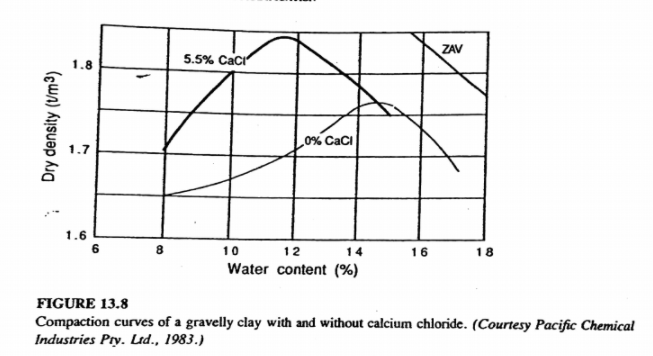 ZAV
5.5% CaCl
1.8
0% CaCl
1.7
1.6
Dry density (t/m³)
6 8 10 12 14 16 18
Water content (%)
FIGURE 13.8
Compaction curves of a gravelly clay with and without calcium chloride. (Courtesy Pacific Chemical
Industries Pty. Ltd., 1983.)